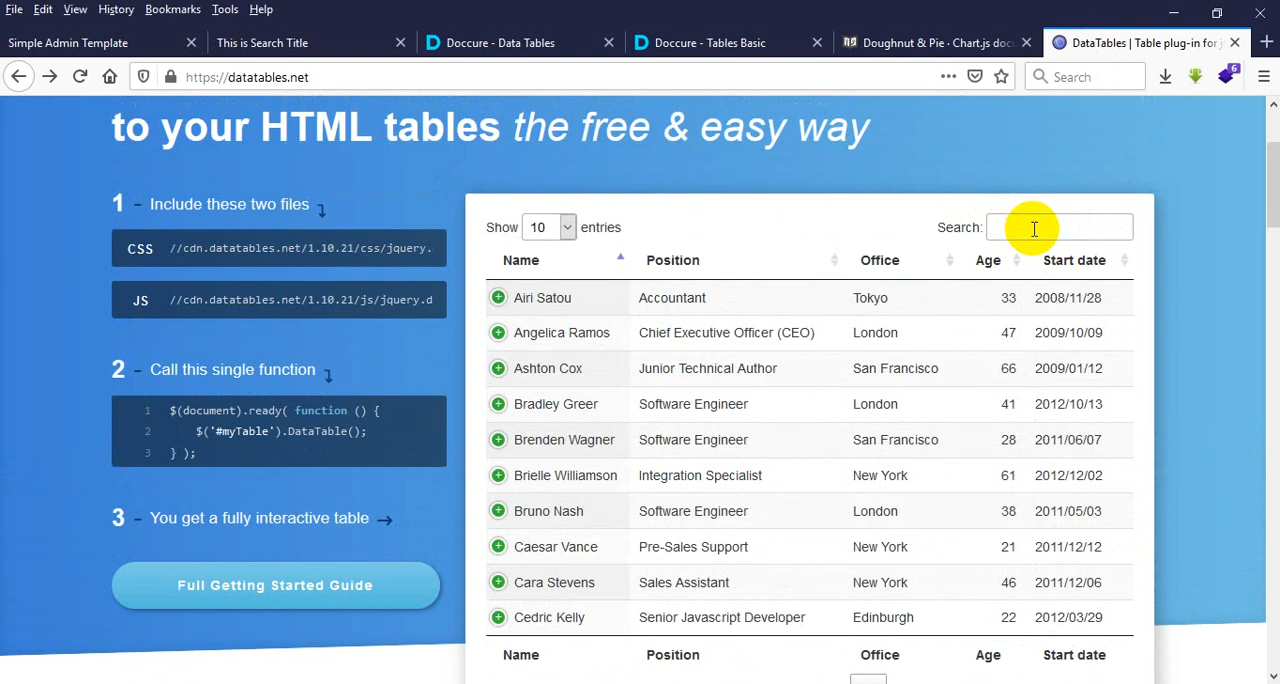 File Edit View History Bookmarks Tools Help
Simple Admin Template This is Search Title Doccure - Data Tables Doccure - Tables Basic Doughnut & Pie · Chart.js doc DataTables | Table plug-in for j
https://datatables.net Search 6
to your HTML tables the free & easy way
1 - Include these two files
CSS //cdn.datatables.net/1.10.21/css/jquery.
JS //cdn.datatables.net/1.10.21/js/jquery.d
2 - Call this single function
1 $(document).ready( function () {
2 $('#myTable').DataTable();
3 } );
3 - You get a fully interactive table
Full Getting Started Guide
Show 10 entries Search:
Name Position Office Age Start date
Airi Satou Accountant Tokyo 33 2008/11/28
Angelica Ramos Chief Executive Officer (CEO) London 47 2009/10/09
Ashton Cox Junior Technical Author San Francisco 66 2009/01/12
Bradley Greer Software Engineer London 41 2012/10/13
Brenden Wagner Software Engineer San Francisco 28 2011/06/07
Brielle Williamson Integration Specialist New York 61 2012/12/02
Bruno Nash Software Engineer London 38 2011/05/03
Caesar Vance Pre-Sales Support New York 21 2011/12/12
Cara Stevens Sales Assistant New York 46 2011/12/06
Cedric Kelly Senior Javascript Developer Edinburgh 22 2012/03/29
Name Position Office Age Start date